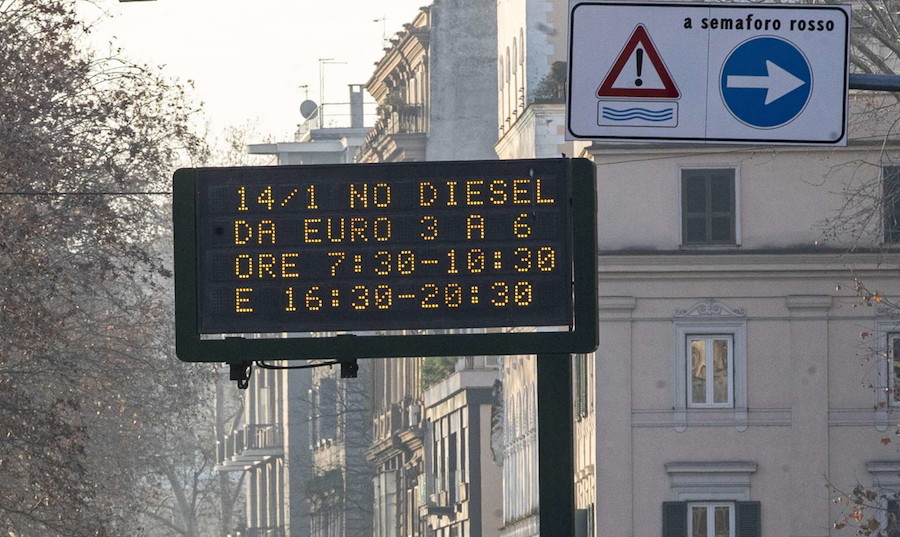 a semaforo rosso
14/1 NO DIESEL
DA EURO 3 A 6
ORE 7:30-10:30
E 16:30-20:30